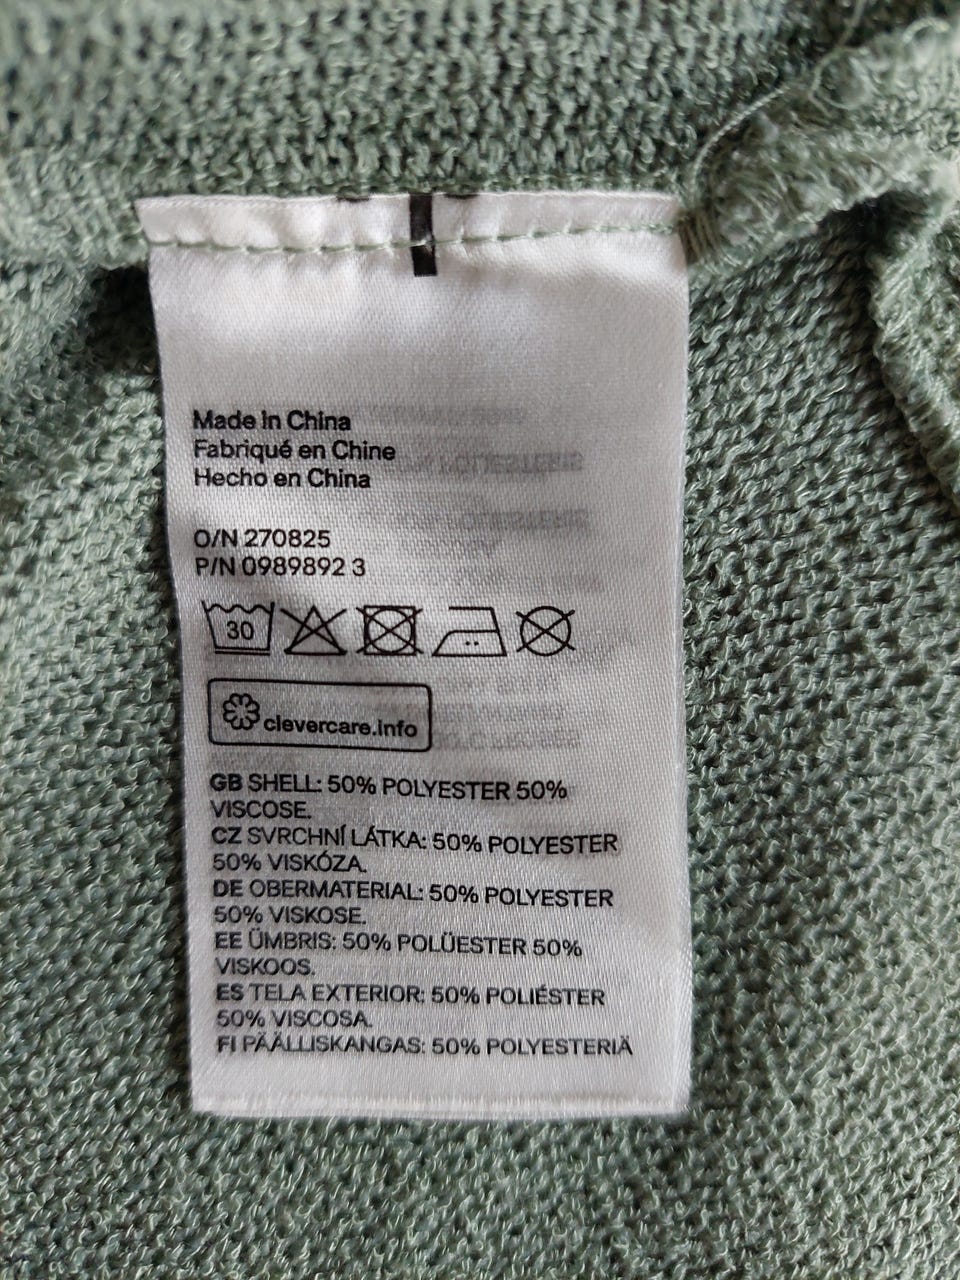 Made in China
Fabriqué en Chine
Hecho en China
O/N 270825
P/N 0989892 3
30
clevercare.info
GB SHELL: 50% POLYESTER 50%
VISCOSE.
CZ SVRCHNÍ LÁTKA: 50% POLYESTER
50% VISKÓZA.
DE OBERMATERIAL: 50% POLYESTER
50% VISKOSE.
EE ÜMBRIS: 50% POLÜESTER 50%
VISKOOS.
ES TELA EXTERIOR: 50% POLIÉSTER
50% VISCOSA.
FI PÄÄLLISKANGAS: 50% POLYESTERIÄ